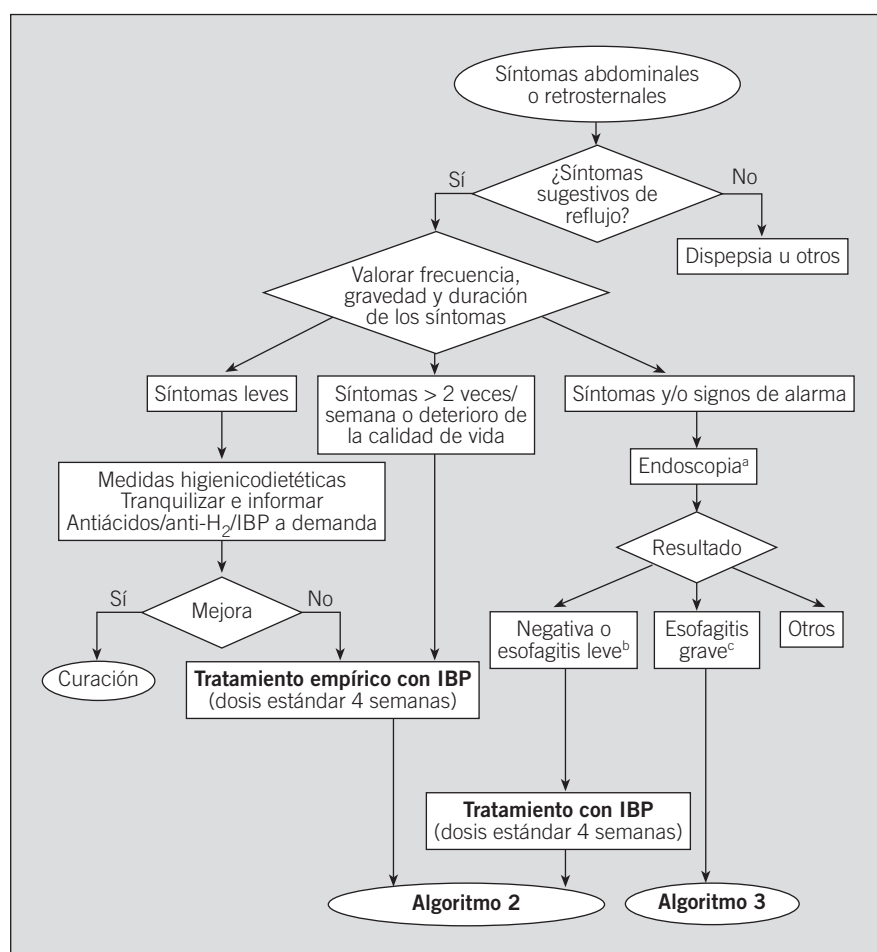 Síntomas abdominales
o retrosternales
¿Síntomas
sugestivos de
reflujo?
Sí
No
Dispepsia u otros
Valorar frecuencia,
gravedad y duración
de los síntomas
Síntomas leves
Síntomas > 2 veces/
semana o deterioro de
la calidad de vida
Síntomas y/o signos de alarma
Medidas higienicodietéticas
Tranquilizar e informar
Antiácidos/anti-H₂/IBP a demanda
Endoscopiaᵃ
Resultado
Sí
Mejora
No
Negativa o
esofagitis leveᵇ
Esofagitis
graveᶜ
Otros
Curación
Tratamiento empírico con IBP
(dosis estándar 4 semanas)
Tratamiento con IBP
(dosis estándar 4 semanas)
Algoritmo 2
Algoritmo 3